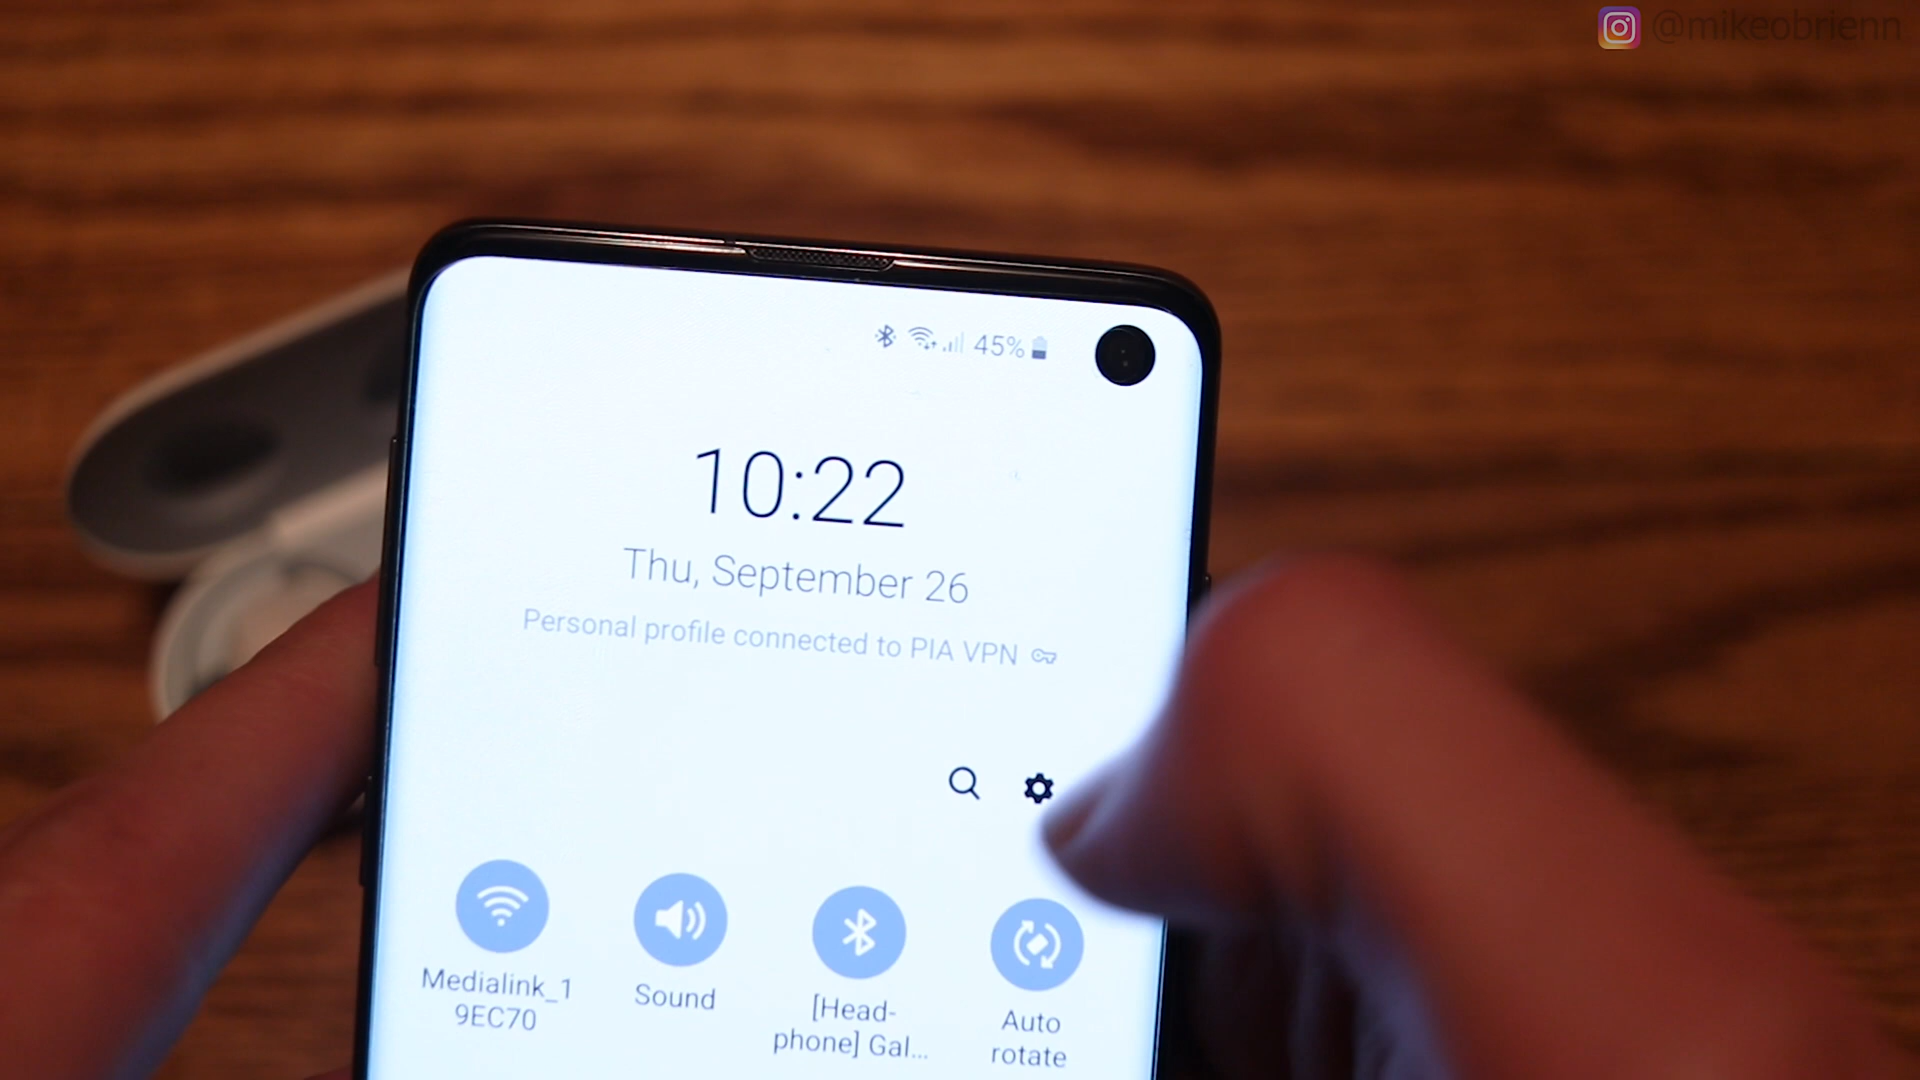 @mikeobrienn
45%
10:22
Thu, September 26
Personal profile connected to PIA VPN
Medialink_1
9EC70
Sound
[Head-
phone] Gal...
Auto
rotate